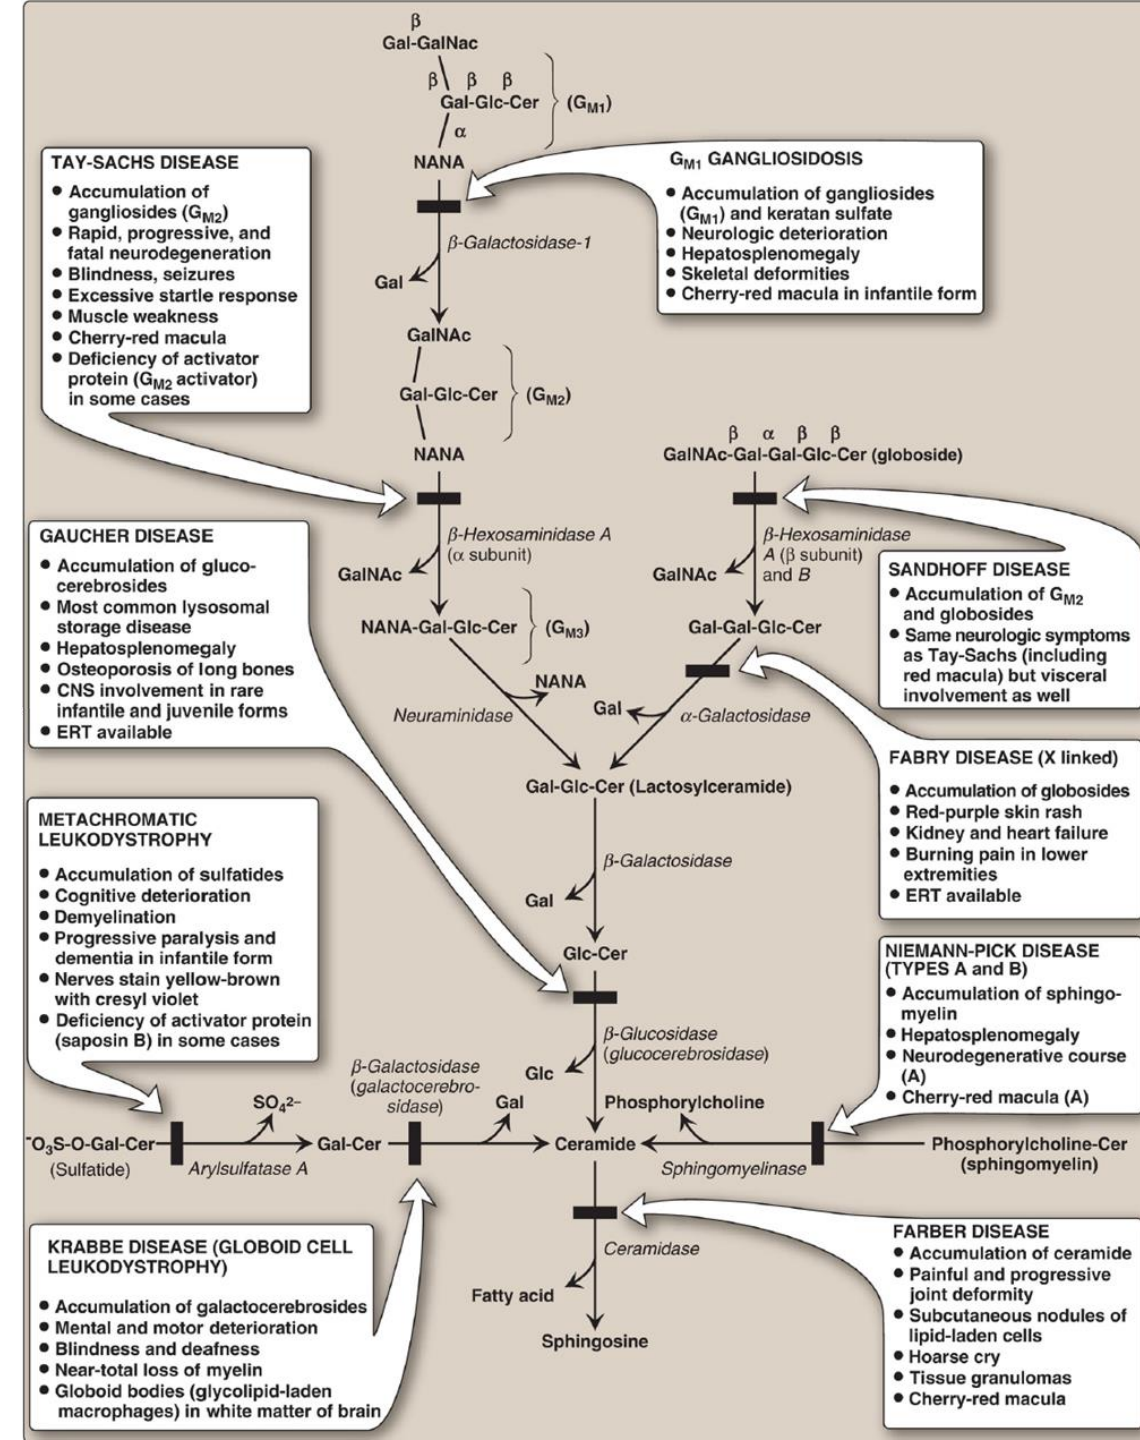 β
Gal-GalNac
β β β
Gal-Glc-Cer (GM1)
α
NANA
TAY-SACHS DISEASE
• Accumulation of
gangliosides (GM2)
• Rapid, progressive, and
fatal neurodegeneration
• Blindness, seizures
• Excessive startle response
• Muscle weakness
• Cherry-red macula
• Deficiency of activator
protein (GM2 activator)
in some cases
GM1 GANGLIOSIDOSIS
• Accumulation of gangliosides
(GM1) and keratan sulfate
• Neurologic deterioration
• Hepatosplenomegaly
• Skeletal deformities
• Cherry-red macula in infantile form
β-Galactosidase-1
Gal
GalNAc
Gal-Glc-Cer (GM2)
NANA
β α β β
GalNAc-Gal-Gal-Glc-Cer (globoside)
β-Hexosaminidase A
(α subunit)
GalNAc
β-Hexosaminidase
A (β subunit)
and B
GalNAc
GAUCHER DISEASE
• Accumulation of gluco-
cerebrosides
• Most common lysosomal
storage disease
• Hepatosplenomegaly
• Osteoporosis of long bones
• CNS involvement in rare
infantile and juvenile forms
• ERT available
SANDHOFF DISEASE
• Accumulation of GM2
and globosides
• Same neurologic symptoms
as Tay-Sachs (including
red macula) but visceral
involvement as well
NANA-Gal-Glc-Cer (GM3)
Gal-Gal-Glc-Cer
NANA
Neuraminidase
Gal
α-Galactosidase
Gal-Glc-Cer (Lactosylceramide)
FABRY DISEASE (X linked)
• Accumulation of globosides
• Red-purple skin rash
• Kidney and heart failure
• Burning pain in lower
extremities
• ERT available
METACHROMATIC
LEUKODYSTROPHY
• Accumulation of sulfatides
• Cognitive deterioration
• Demyelination
• Progressive paralysis and
dementia in infantile form
• Nerves stain yellow-brown
with cresyl violet
• Deficiency of activator protein
(saposin B) in some cases
β-Galactosidase
Gal
Glc-Cer
NIEMANN-PICK DISEASE
(TYPES A and B)
• Accumulation of sphingo-
myelin
• Hepatosplenomegaly
• Neurodegenerative course
(A)
• Cherry-red macula (A)
β-Glucosidase
(glucocerebrosidase)
Glc
β-Galactosidase
(galactocerebro-
sidase)
SO₄²⁻
Gal
Phosphorylcholine
⁻O₃S-O-Gal-Cer
(Sulfatide)
Arylsulfatase A
Gal-Cer
Ceramide
Sphingomyelinase
Phosphorylcholine-Cer
(sphingomyelin)
KRABBE DISEASE (GLOBOID CELL
LEUKODYSTROPHY)
• Accumulation of galactocerebrosides
• Mental and motor deterioration
• Blindness and deafness
• Near-total loss of myelin
• Globoid bodies (glycolipid-laden
macrophages) in white matter of brain
Ceramidase
Fatty acid
Sphingosine
FARBER DISEASE
• Accumulation of ceramide
• Painful and progressive
joint deformity
• Subcutaneous nodules of
lipid-laden cells
• Hoarse cry
• Tissue granulomas
• Cherry-red macula